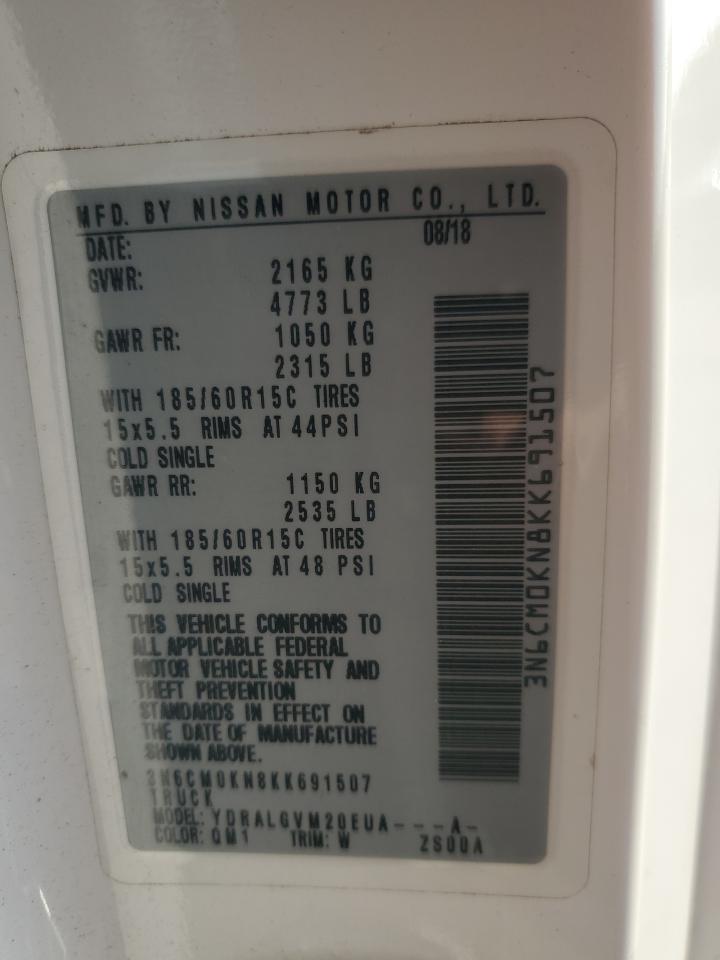 MFD. BY NISSAN MOTOR CO., LTD.
DATE: 08/18
GVWR: 2165 KG
4773 LB
GAWR FR: 1050 KG
2315 LB
WITH 185/60R15C TIRES
15x5.5 RIMS AT 44PSI
COLD SINGLE
GAWR RR: 1150 KG
2535 LB
WITH 185/60R15C TIRES
15x5.5 RIMS AT 48 PSI
COLD SINGLE
THIS VEHICLE CONFORMS TO
ALL APPLICABLE FEDERAL
MOTOR VEHICLE SAFETY AND
THEFT PREVENTION
STANDARDS IN EFFECT ON
THE DATE OF MANUFACTURE
SHOWN ABOVE.
3N6CM0KN8KK691507
TRUCK
MODEL: YDRALGVM20EUA---A-
COLOR: QM1 TRIM: W ZS00A
3N6CM0KN8KK691507